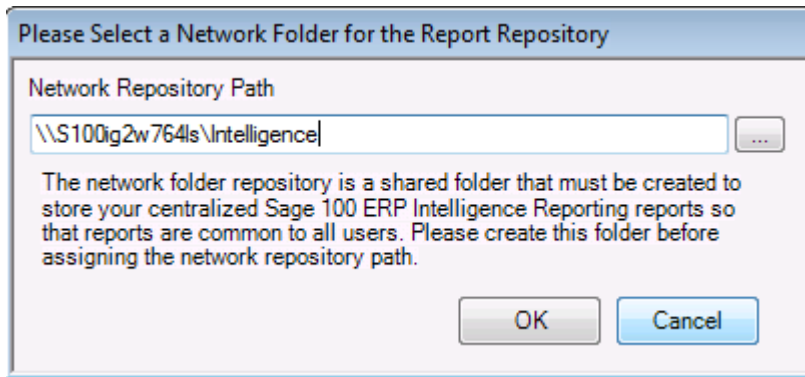 Please Select a Network Folder for the Report Repository
Network Repository Path
\\S100ig2w764ls\Intelligence
...
The network folder repository is a shared folder that must be created to
store your centralized Sage 100 ERP Intelligence Reporting reports so
that reports are common to all users. Please create this folder before
assigning the network repository path.
OK
Cancel